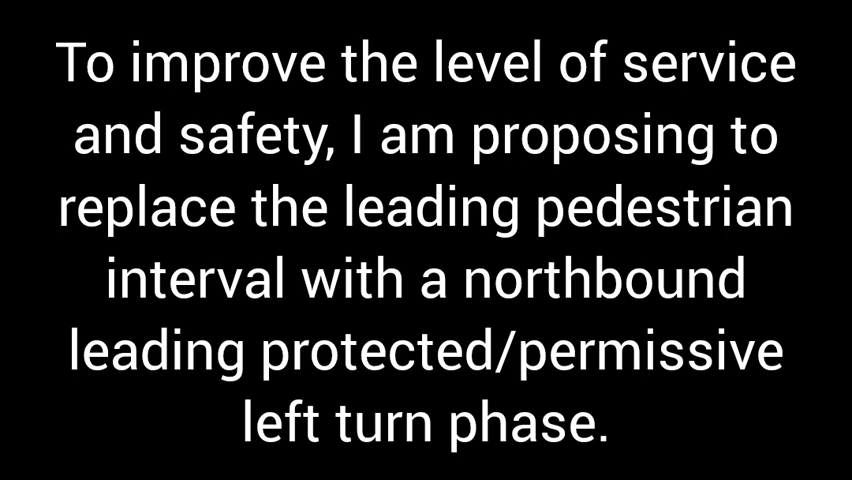 To improve the level of service
and safety, I am proposing to
replace the leading pedestrian
interval with a northbound
leading protected/permissive
left turn phase.